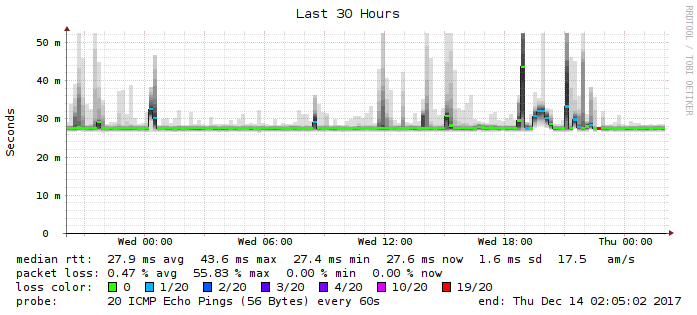 Last 30 Hours
RRDTOOL / TOBI OETIKER
Seconds
50 m
40 m
30 m
20 m
10 m
0
Wed 00:00 Wed 06:00 Wed 12:00 Wed 18:00 Thu 00:00
median rtt: 27.9 ms avg 43.6 ms max 27.4 ms min 27.6 ms now 1.6 ms sd 17.5 am/s
packet loss: 0.47 % avg 55.83 % max 0.00 % min 0.00 % now
loss color: 0 1/20 2/20 3/20 4/20 10/20 19/20
probe: 20 ICMP Echo Pings (56 Bytes) every 60s end: Thu Dec 14 02:05:02 2017